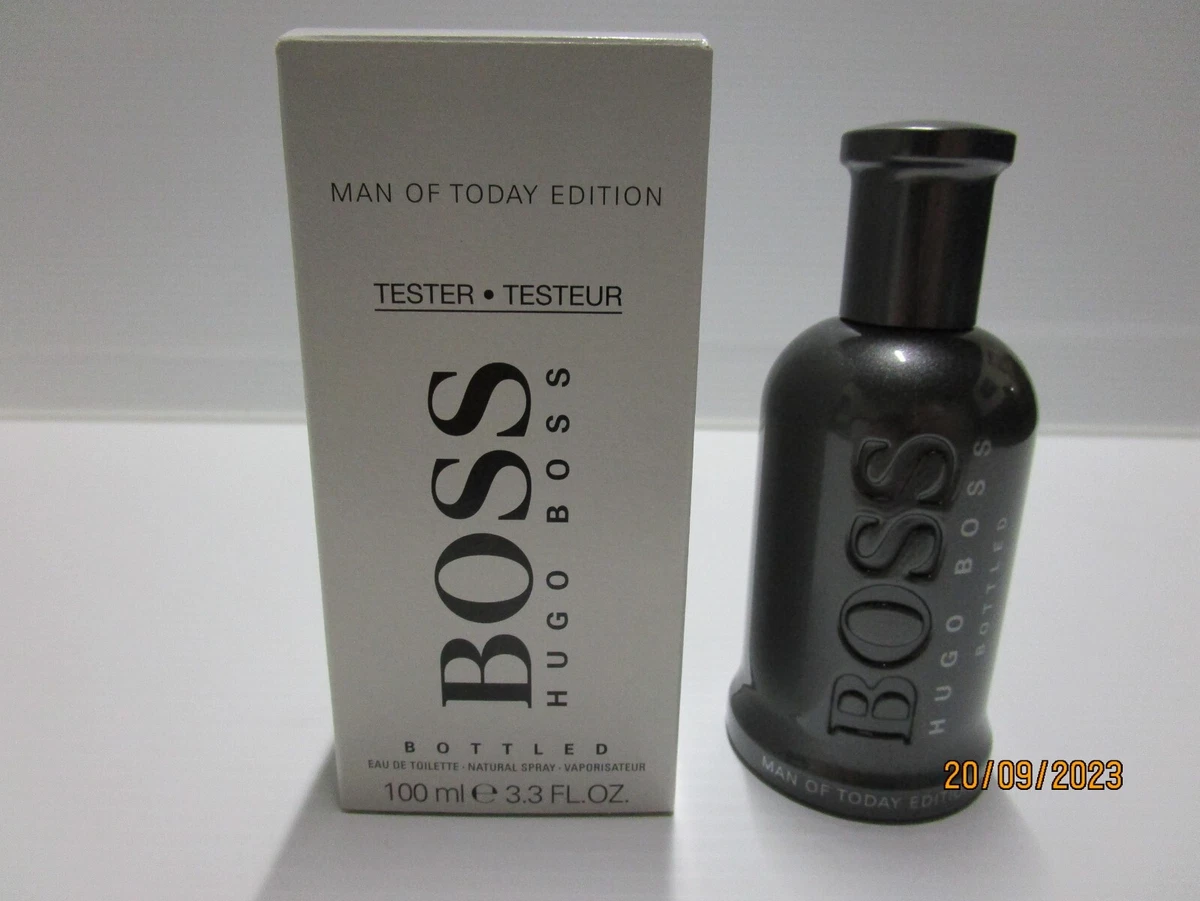 MAN OF TODAY EDITION
TESTER • TESTEUR
BOSS
HUGO BOSS
BOTTLED
EAU DE TOILETTE · NATURAL SPRAY · VAPORISATEUR
100 ml ℮ 3.3 FL.OZ.
BOSS
HUGO BOSS
BOTTLED
MAN OF TODAY EDITIO
20/09/2023